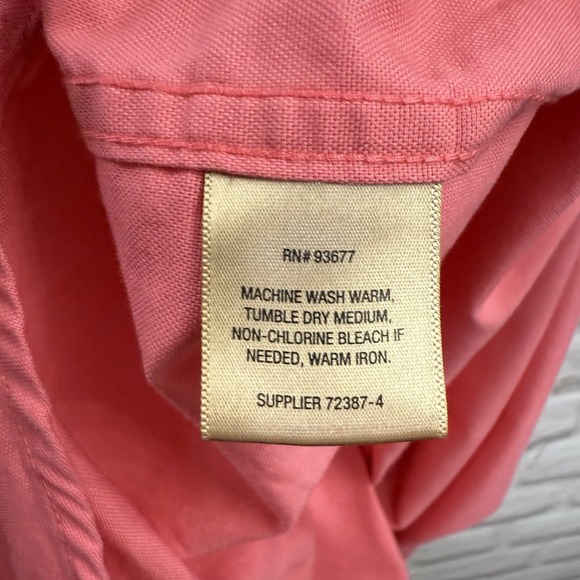 RN# 93677
MACHINE WASH WARM,
TUMBLE DRY MEDIUM,
NON-CHLORINE BLEACH IF
NEEDED, WARM IRON.
SUPPLIER 72387-4